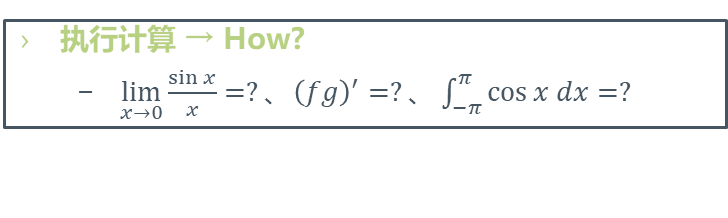 › 执行计算 → How?
– lim_{x→0} sin x / x =?、 (fg)′ =?、 ∫_{−π}^{π} cos x dx =?